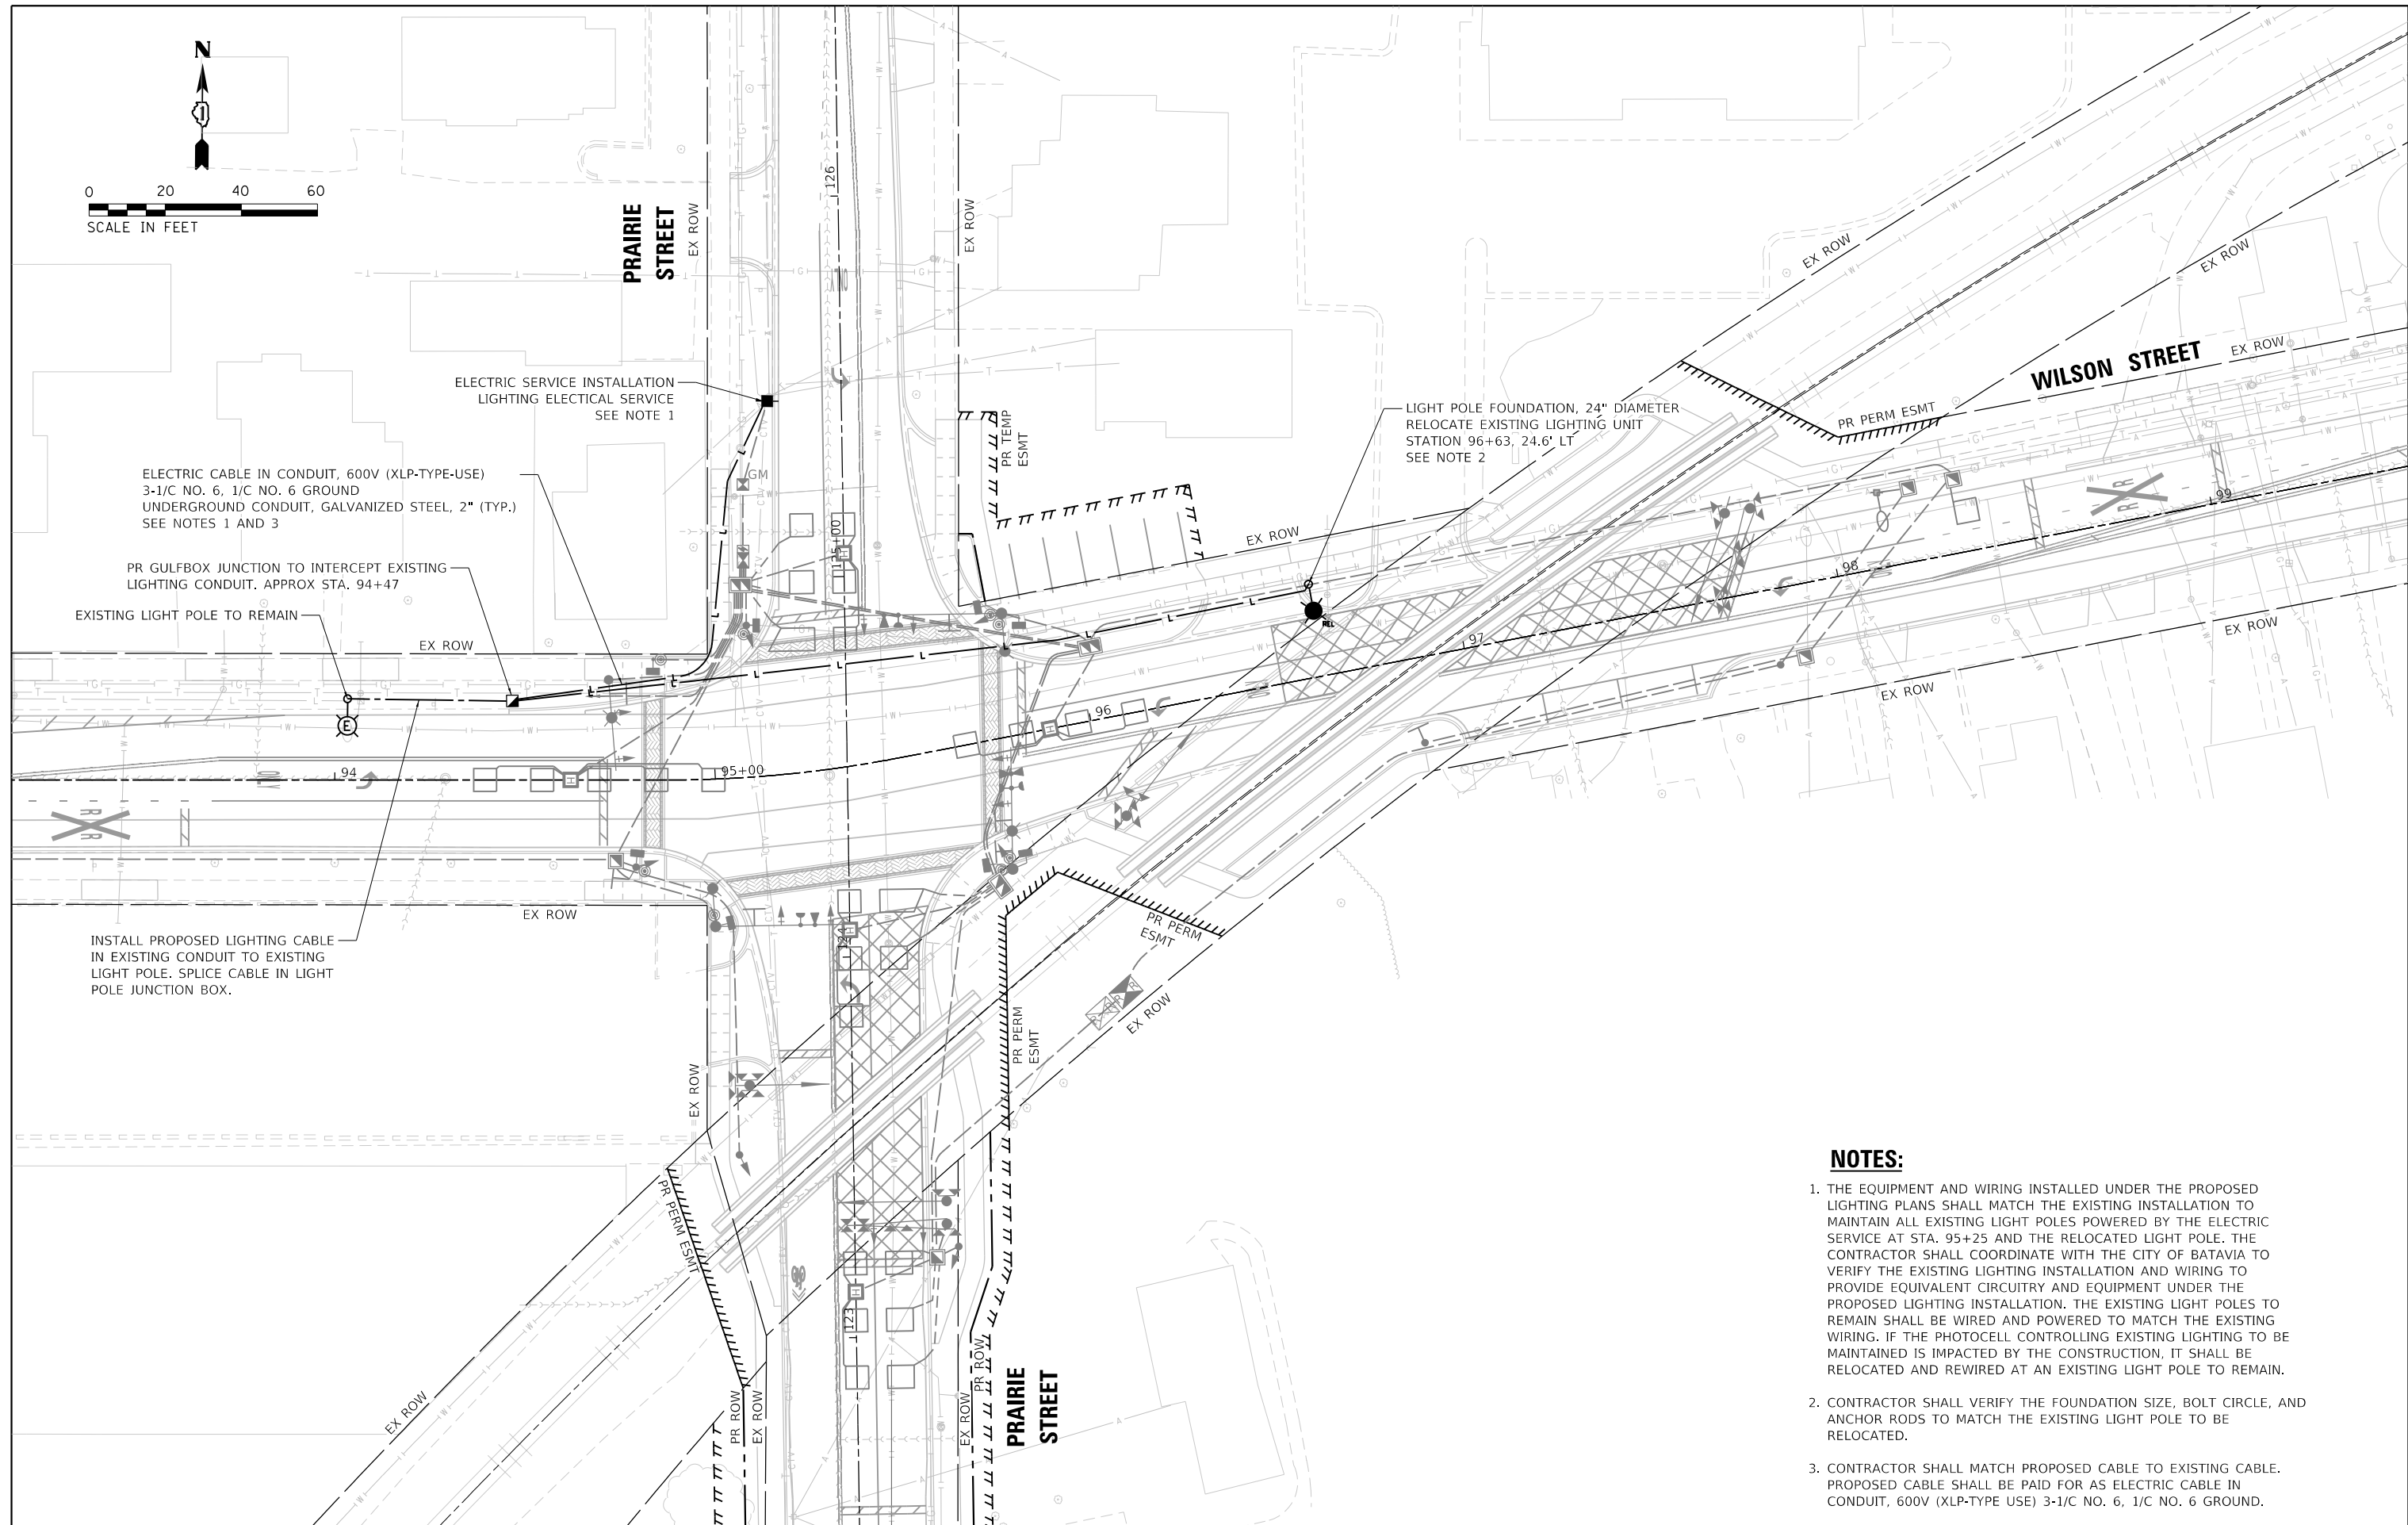 N
0 20 40 60
SCALE IN FEET
PRAIRIE
STREET
EX ROW
126
EX ROW
EX ROW
EX ROW
WILSON STREET
EX ROW
ELECTRIC SERVICE INSTALLATION
LIGHTING ELECTICAL SERVICE
SEE NOTE 1
LIGHT POLE FOUNDATION, 24" DIAMETER
RELOCATE EXISTING LIGHTING UNIT
STATION 96+63, 24.6' LT
SEE NOTE 2
PR TEMP
ESMT
PR PERM ESMT
ELECTRIC CABLE IN CONDUIT, 600V (XLP-TYPE-USE)
3-1/C NO. 6, 1/C NO. 6 GROUND
UNDERGROUND CONDUIT, GALVANIZED STEEL, 2" (TYP.)
SEE NOTES 1 AND 3
GM
PR GULFBOX JUNCTION TO INTERCEPT EXISTING
LIGHTING CONDUIT. APPROX STA. 94+47
EXISTING LIGHT POLE TO REMAIN
EX ROW
E
125+00
EX ROW
REL
99
98
97
96
95+00
94
EX ROW
EX ROW
R R
R R
EX ROW
INSTALL PROPOSED LIGHTING CABLE
IN EXISTING CONDUIT TO EXISTING
LIGHT POLE. SPLICE CABLE IN LIGHT
POLE JUNCTION BOX.
124
PR PERM
ESMT
EX ROW
PR PERM
ESMT
EX ROW
PR PERM ESMT
123
EX ROW
PR ROW
EX ROW
EX ROW
PR ROW
PRAIRIE
STREET
NOTES:
1. THE EQUIPMENT AND WIRING INSTALLED UNDER THE PROPOSED
LIGHTING PLANS SHALL MATCH THE EXISTING INSTALLATION TO
MAINTAIN ALL EXISTING LIGHT POLES POWERED BY THE ELECTRIC
SERVICE AT STA. 95+25 AND THE RELOCATED LIGHT POLE. THE
CONTRACTOR SHALL COORDINATE WITH THE CITY OF BATAVIA TO
VERIFY THE EXISTING LIGHTING INSTALLATION AND WIRING TO
PROVIDE EQUIVALENT CIRCUITRY AND EQUIPMENT UNDER THE
PROPOSED LIGHTING INSTALLATION. THE EXISTING LIGHT POLES TO
REMAIN SHALL BE WIRED AND POWERED TO MATCH THE EXISTING
WIRING. IF THE PHOTOCELL CONTROLLING EXISTING LIGHTING TO BE
MAINTAINED IS IMPACTED BY THE CONSTRUCTION, IT SHALL BE
RELOCATED AND REWIRED AT AN EXISTING LIGHT POLE TO REMAIN.
2. CONTRACTOR SHALL VERIFY THE FOUNDATION SIZE, BOLT CIRCLE, AND
ANCHOR RODS TO MATCH THE EXISTING LIGHT POLE TO BE
RELOCATED.
3. CONTRACTOR SHALL MATCH PROPOSED CABLE TO EXISTING CABLE.
PROPOSED CABLE SHALL BE PAID FOR AS ELECTRIC CABLE IN
CONDUIT, 600V (XLP-TYPE USE) 3-1/C NO. 6, 1/C NO. 6 GROUND.